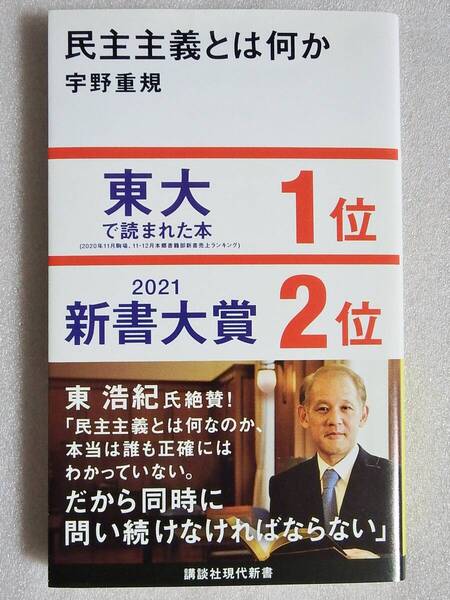 民主主義とは何か
宇野重規
東大
で読まれた本
(2020年11月駒場、11・12月本郷書籍部新書売上ランキング)
1位
2021
新書大賞
2位
東 浩紀氏絶賛!
「民主主義とは何なのか、
本当は誰も正確には
わかっていない。
だから同時に
問い続けなければならない」
講談社現代新書